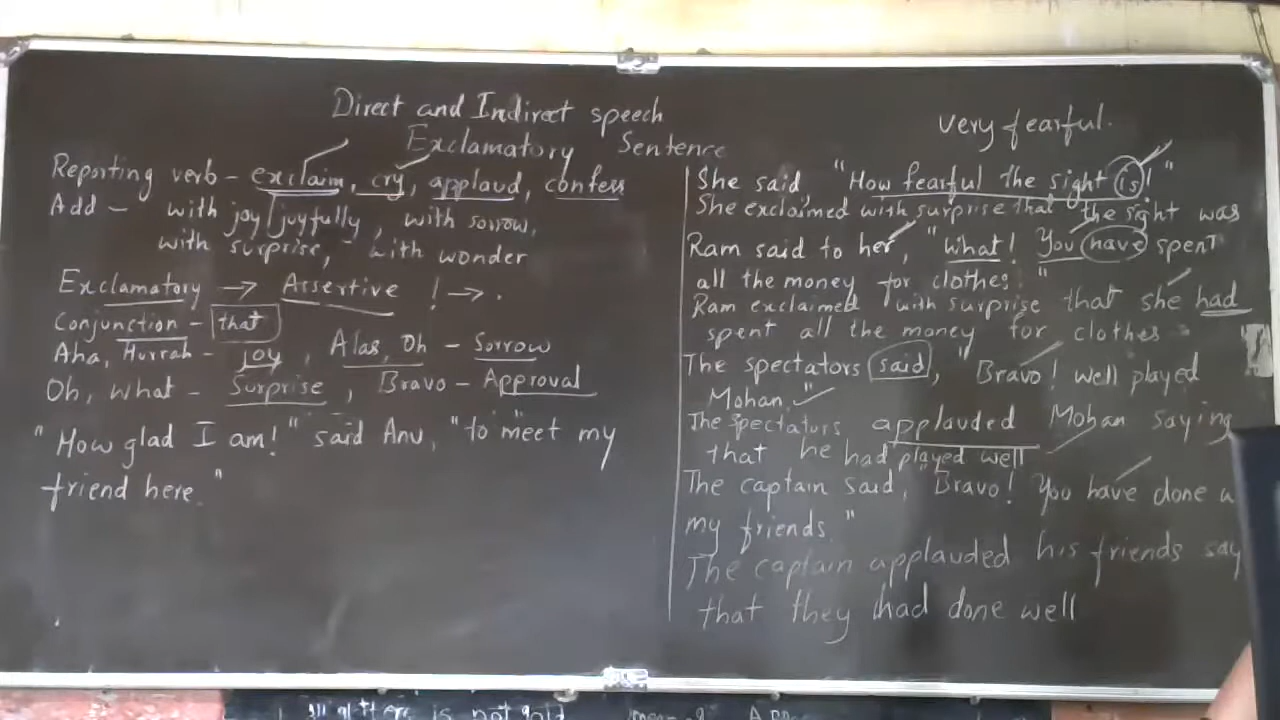 Direct and Indirect speech
Exclamatory Sentence
Reporting verb - exclaim, cry, applaud, confess
Add - with joy / joyfully, with sorrow,
with surprise, with wonder
Exclamatory → Assertive ! → .
Conjunction - that
Aha, Hurrah - joy, Alas, Oh - Sorrow
Oh, What - Surprise, Bravo - Approval
"How glad I am!" said Anu, "to meet my
friend here."
very fearful.
She said, "How fearful the sight is!"
She exclaimed with surprise that the sight was
Ram said to her, "what! You have spent
all the money for clothes."
Ram exclaimed with surprise that she had
spent all the money for clothes
The spectators said, "Bravo! well played
Mohan."
The spectators applauded Mohan saying
that he had played well
The captain said, "Bravo! You have done w
my friends."
The captain applauded his friends say
that they had done well
is not gold